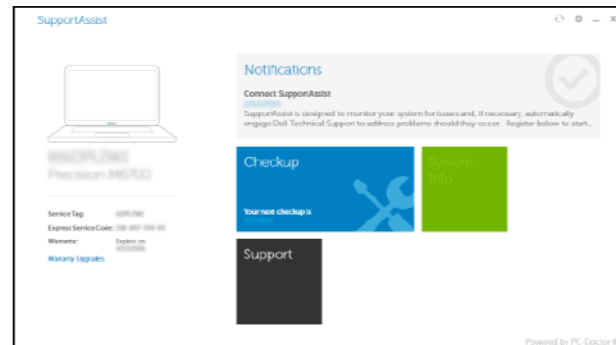 SupportAssist
Notifications
Connect SupportAssist
SupportAssist is designed to monitor your system for issues and, if necessary, automatically
engage Dell Technical Support to address problems should they occur. Register below to start...
Precision M6700
Checkup
System
Info
Your next checkup is
Service Tag:
Express Service Code:
Warranty: Expires on
Warrany Upgrades
Support
Powered by PC-Doctor